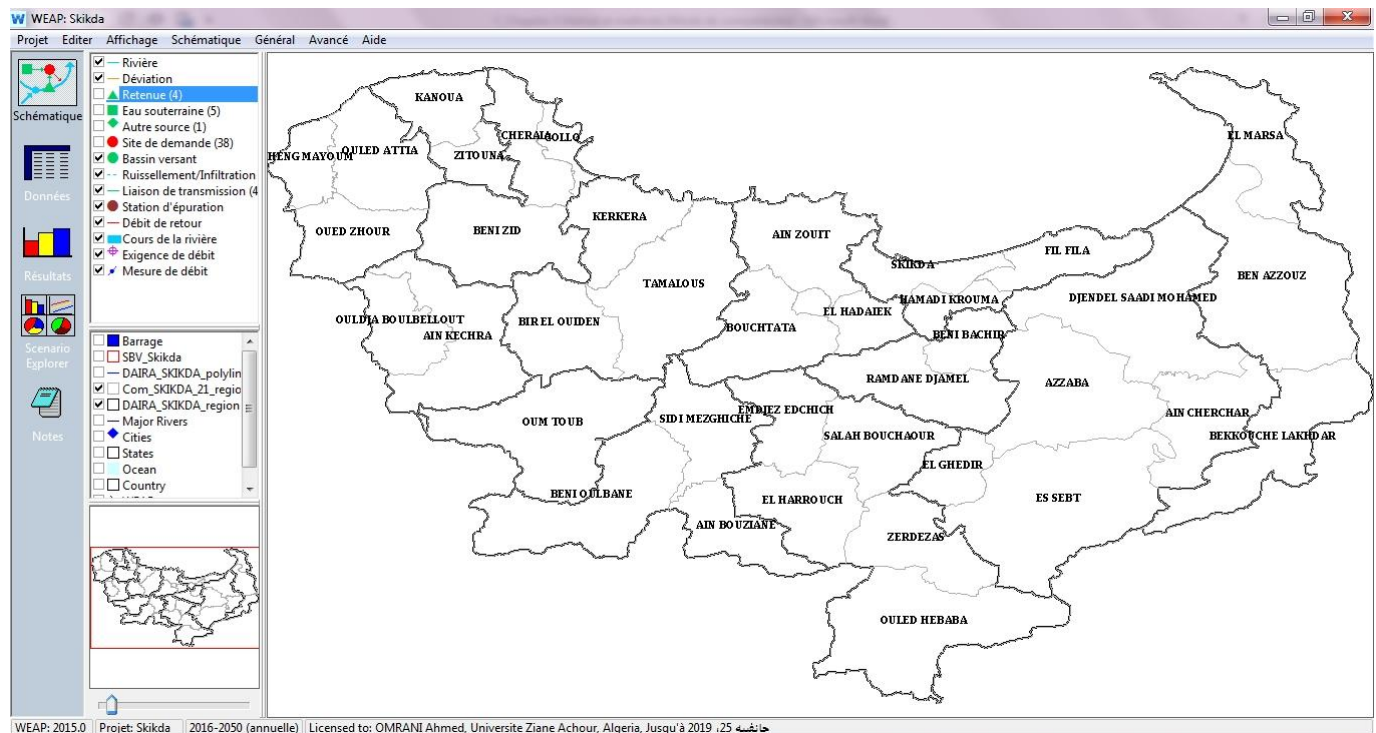 WEAP: Skikda
Projet Editer Affichage Schématique Général Avancé Aide
Schématique
Données
Résultats
Scenario
Explorer
Notes
Rivière
Déviation
Retenue (4)
Eau souterraine (5)
Autre source (1)
Site de demande (38)
Bassin versant
Ruissellement/Infiltration
Liaison de transmission (4
Station d'épuration
Débit de retour
Cours de la rivière
Exigence de débit
Mesure de débit
Barrage
SBV_Skikda
DAIRA_SKIKDA_polylin
Com_SKIKDA_21_regio
DAIRA_SKIKDA_region
Major Rivers
Cities
States
Ocean
Country
KANOUA
CHERAIA
COLLO
EL MARSA
HENG MAYOUM
OULED ATTIA
ZITOUNA
OUED ZHOUR
BENI ZID
KERKERA
AIN ZOUIT
SKIKDA
FIL FILA
BEN AZZOUZ
TAMALOUS
HAMADI KROUMA
DJENDEL SAADI MOHAMED
OULDJA BOULBELLOUT
AIN KECHRA
BIR EL OUIDEN
BOUCHTATA
EL HADAIEK
BENI BACHIR
RAMDANE DJAMEL
AZZABA
OUM TOUB
SIDI MEZGHICHE
EMDJEZ EDCHICH
SALAH BOUCHAOUR
AIN CHERCHAR
BEKKOUCHE LAKHDAR
EL GHEDIR
BENI OULBANE
EL HARROUCH
ES SEBT
AIN BOUZIANE
ZERDEZAS
OULED HEBABA
WEAP: 2015.0 Projet: Skikda 2016-2050 (annuelle) Licensed to: OMRANI Ahmed, Universite Ziane Achour, Algeria, Jusqu'à 2019 ,25 جانفييه